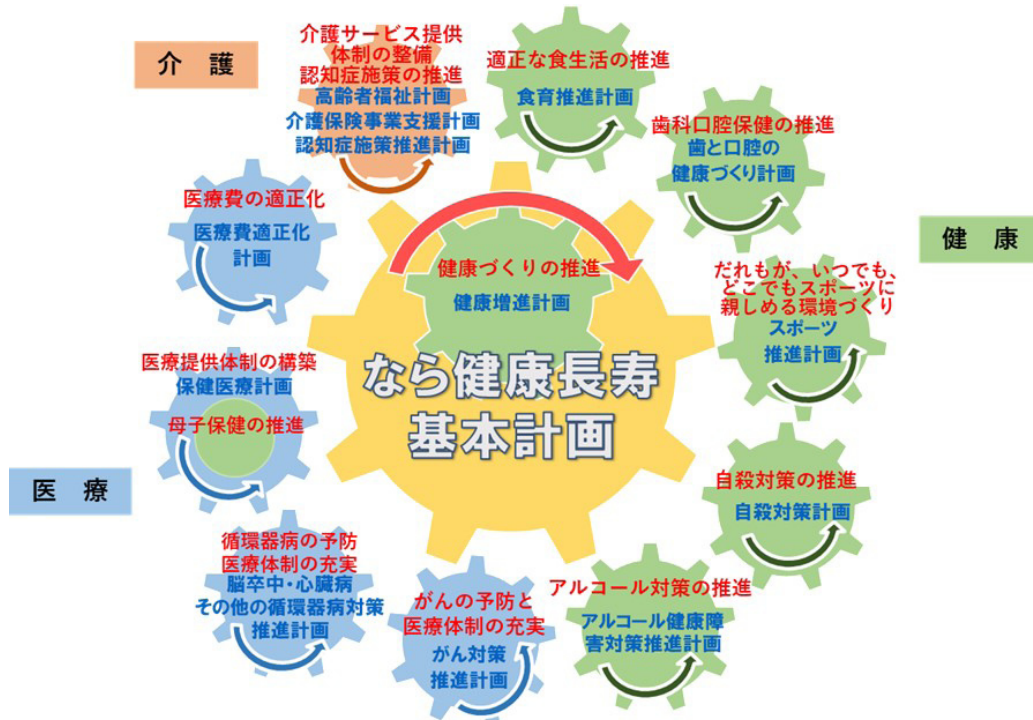 介　護
介護サービス提供
体制の整備
認知症施策の推進
高齢者福祉計画
介護保険事業支援計画
認知症施策推進計画
適正な食生活の推進
食育推進計画
歯科口腔保健の推進
歯と口腔の
健康づくり計画
健　康
医療費の適正化
医療費適正化
計画
健康づくりの推進
健康増進計画
だれもが、いつでも、
どこでもスポーツに
親しめる環境づくり
スポーツ
推進計画
なら健康長寿
基本計画
医療提供体制の構築
保健医療計画
母子保健の推進
医　療
自殺対策の推進
自殺対策計画
循環器病の予防
医療体制の充実
脳卒中・心臓病
その他の循環器病対策
推進計画
がんの予防と
医療体制の充実
がん対策
推進計画
アルコール対策の推進
アルコール健康障
害対策推進計画